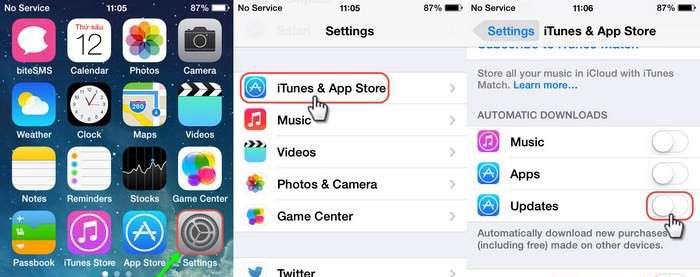 No Service 11:05 87%
Thứ sáu
12
biteSMS Calendar Photos Camera
280
Weather Clock Maps Videos
Notes Reminders Stocks Game Center
Passbook iTunes Store App Store Settings
No Service 11:05 87%
Settings
iTunes & App Store
Music
Videos
Photos & Camera
Game Center
Twitter
No Service 11:06 87%
Settings iTunes & App Store
Subscribe to iTunes Match
Store all your music in iCloud with iTunes
Match. Learn more...
AUTOMATIC DOWNLOADS
Music
Apps
Updates
Automatically download new purchases
(including free) made on other devices.